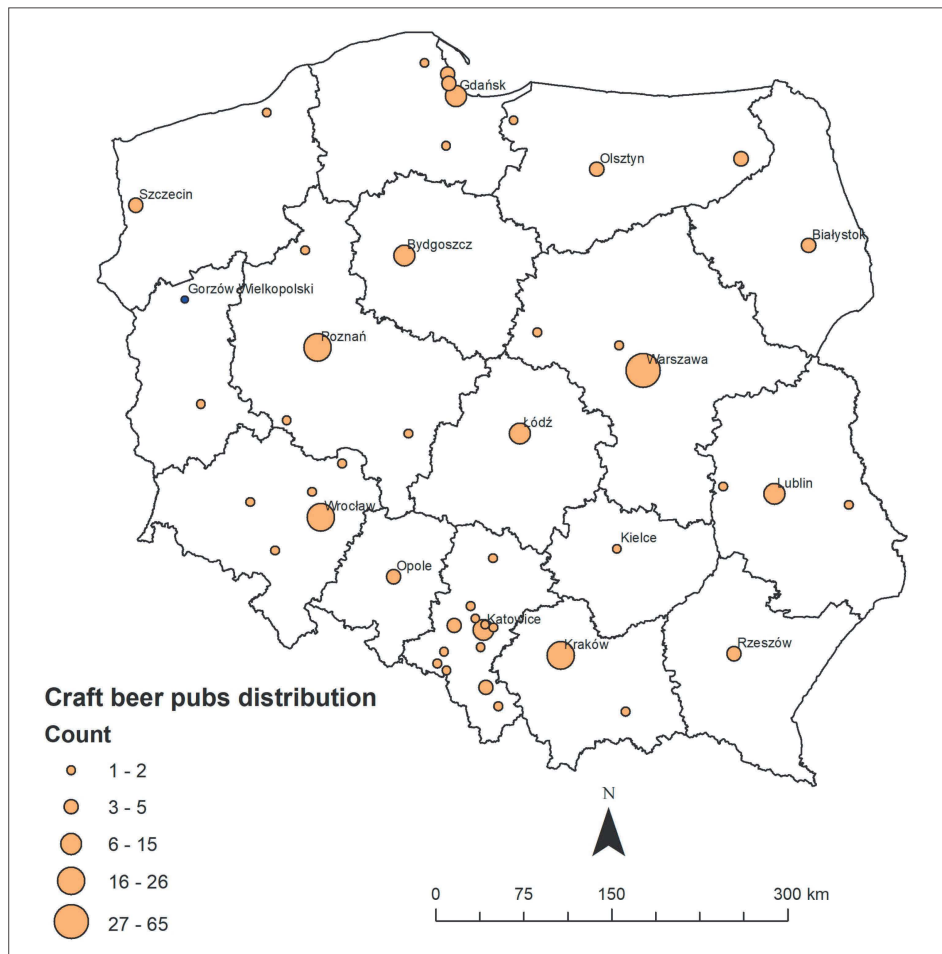 Gdańsk
Olsztyn
Szczecin
Białystok
Bydgoszcz
Gorzów Wielkopolski
Poznań
Warszawa
Łódź
Lublin
Wrocław
Kielce
Opole
Katowice
Kraków
Rzeszów
Craft beer pubs distribution
Count
1 - 2
3 - 5
6 - 15
16 - 26
27 - 65
N
0 75 150 300 km